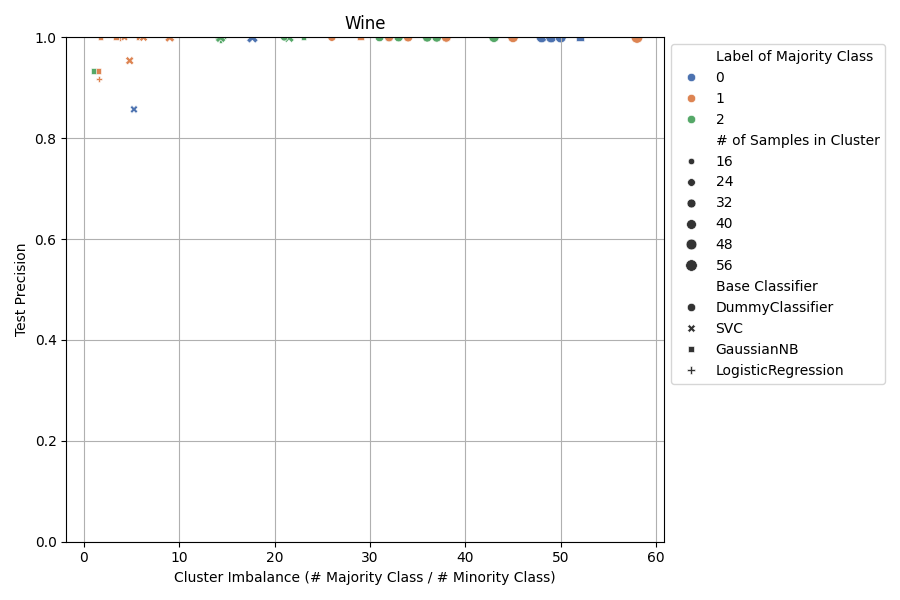 Wine
1.0
0.8
0.6
0.4
0.2
0.0
Test Precision
0 10 20 30 40 50 60
Cluster Imbalance (# Majority Class / # Minority Class)
Label of Majority Class
0
1
2
# of Samples in Cluster
16
24
32
40
48
56
Base Classifier
DummyClassifier
SVC
GaussianNB
LogisticRegression